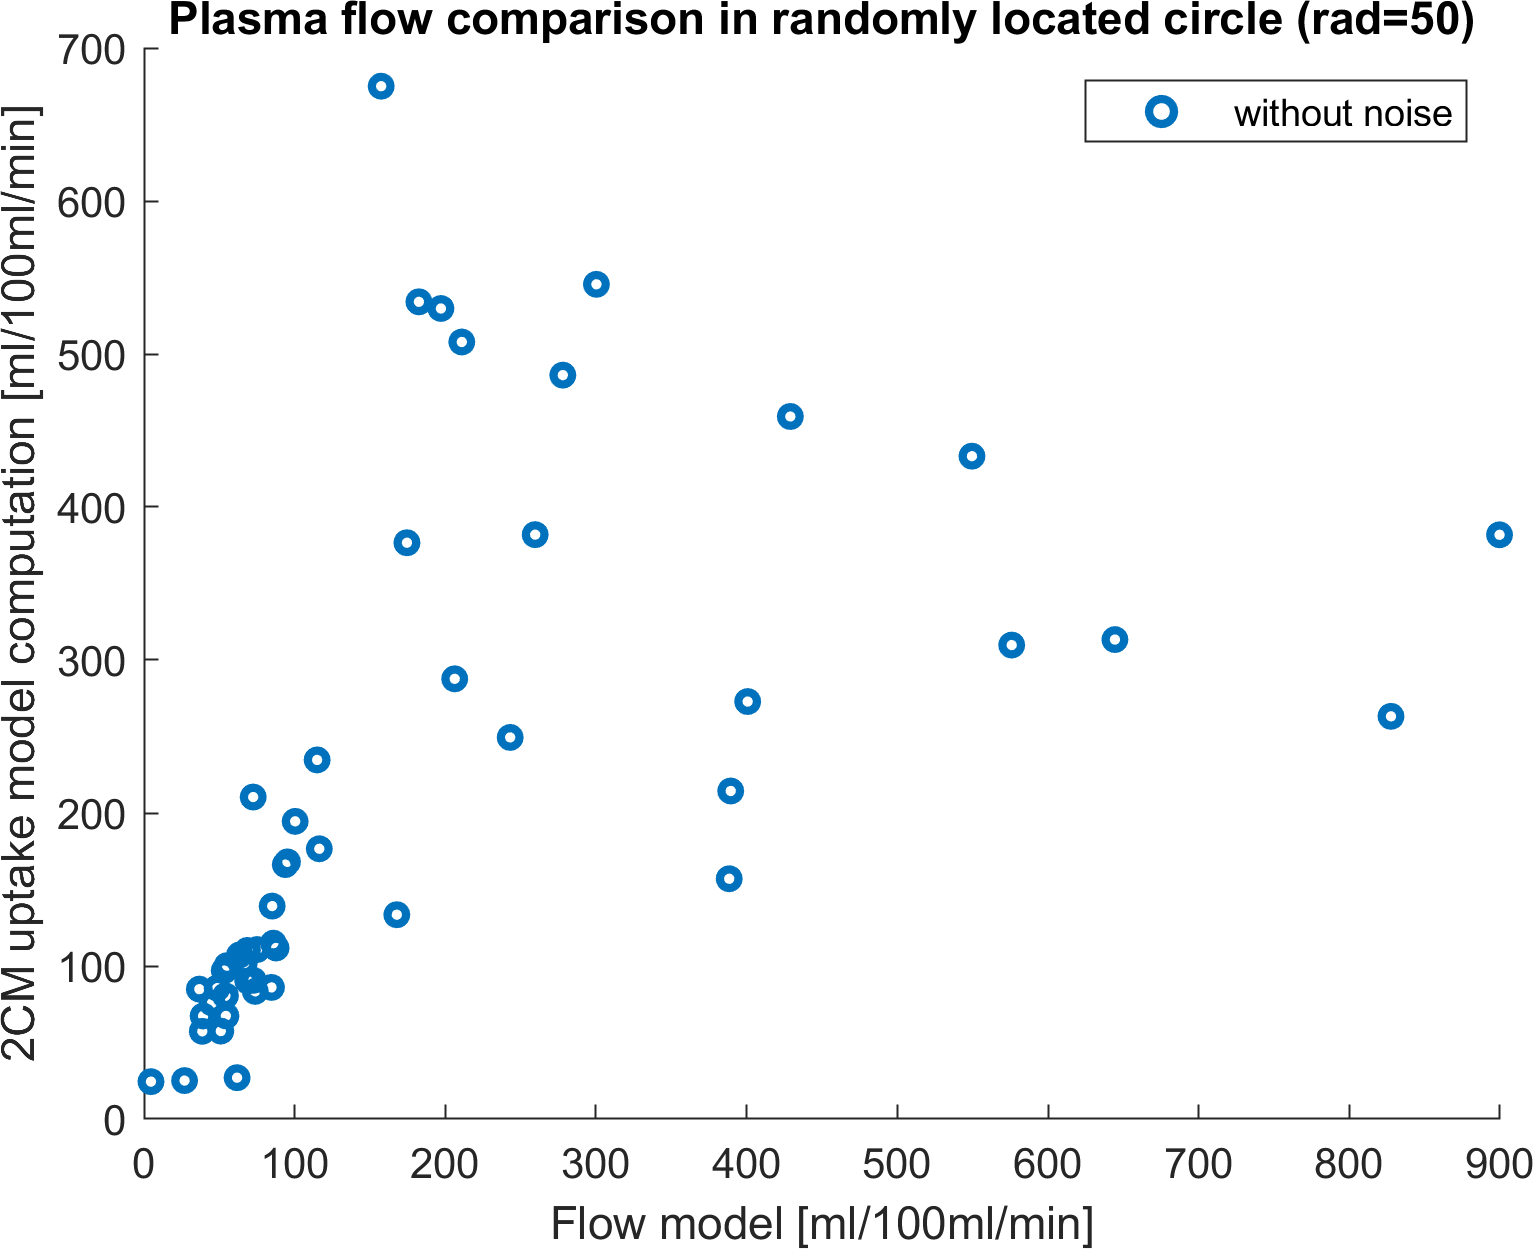 Plasma flow comparison in randomly located circle (rad=50)
without noise
2CM uptake model computation [ml/100ml/min]
700
600
500
400
300
200
100
0
0 100 200 300 400 500 600 700 800 900
Flow model [ml/100ml/min]